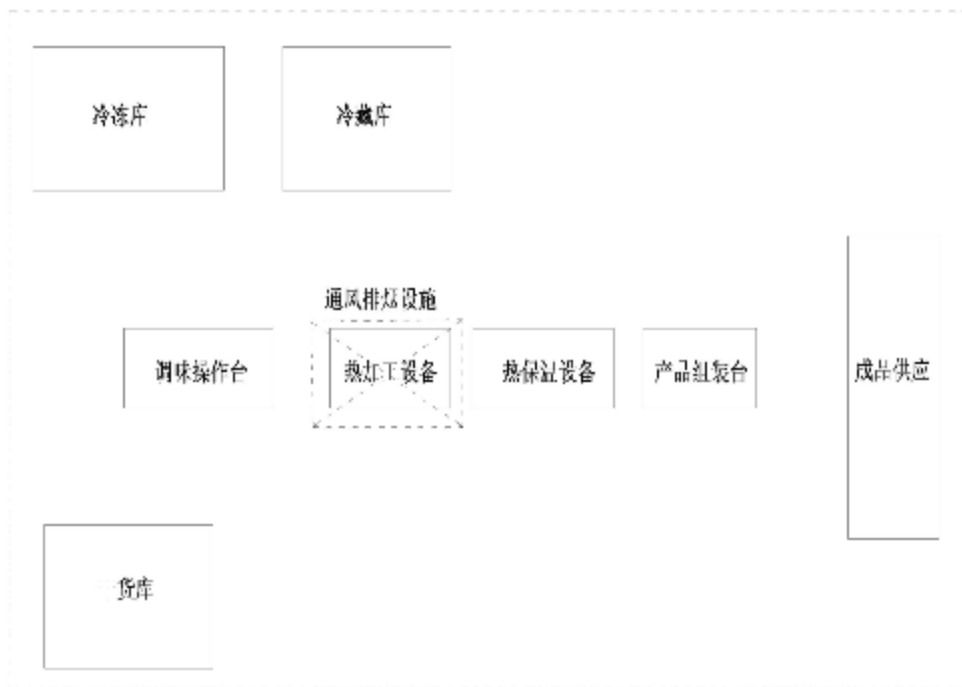 冷冻库
冷藏库
通风排烟设施
调味操作台
热加工设备
热保温设备
产品组装台
成品供应
货库